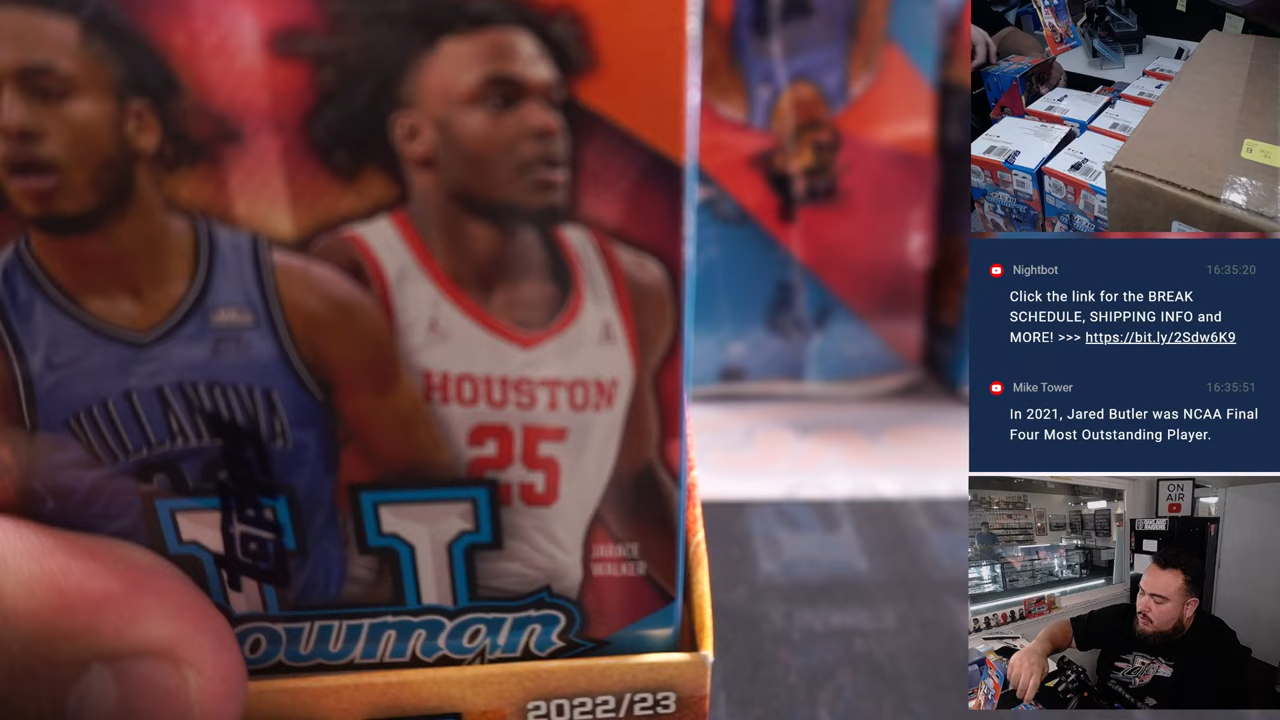 VILLANOVA
HOUSTON
25
JARACE
WALKER
U
owman
2022/23
Nightbot 16:35:20
Click the link for the BREAK
SCHEDULE, SHIPPING INFO and
MORE! >>> https://bit.ly/2Sdw6K9
Mike Tower 16:35:51
In 2021, Jared Butler was NCAA Final
Four Most Outstanding Player.
ON
AIR